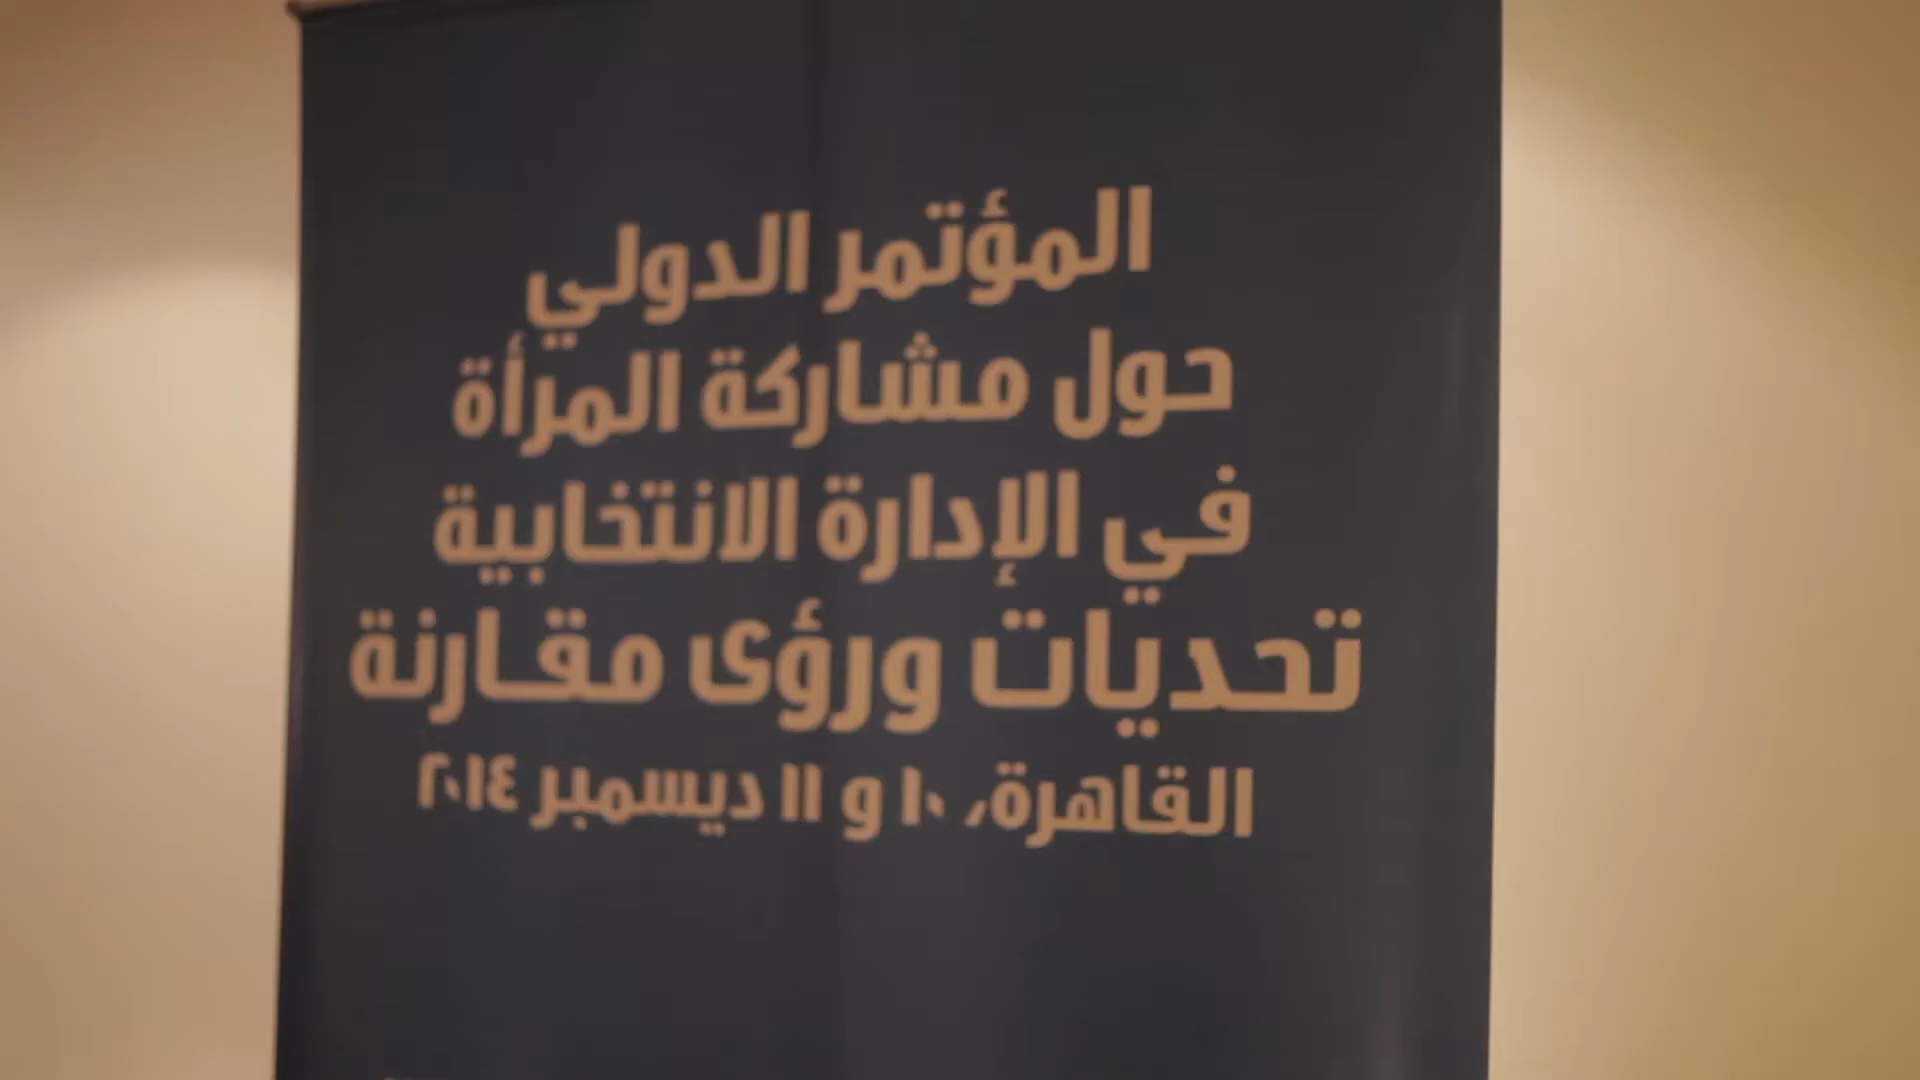 المؤتمر الدولي
حول مشاركة المرأة
في الإدارة الانتخابية
تحديات ورؤى مقارنة
القاهرة، ١٠ و ١١ ديسمبر ٢٠١٤